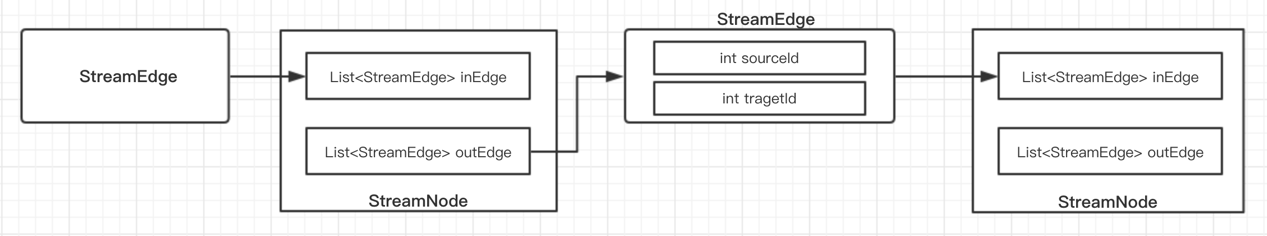 StreamEdge
List<StreamEdge> inEdge
List<StreamEdge> outEdge
StreamNode
StreamEdge
int sourceId
int tragetId
List<StreamEdge> inEdge
List<StreamEdge> outEdge
StreamNode